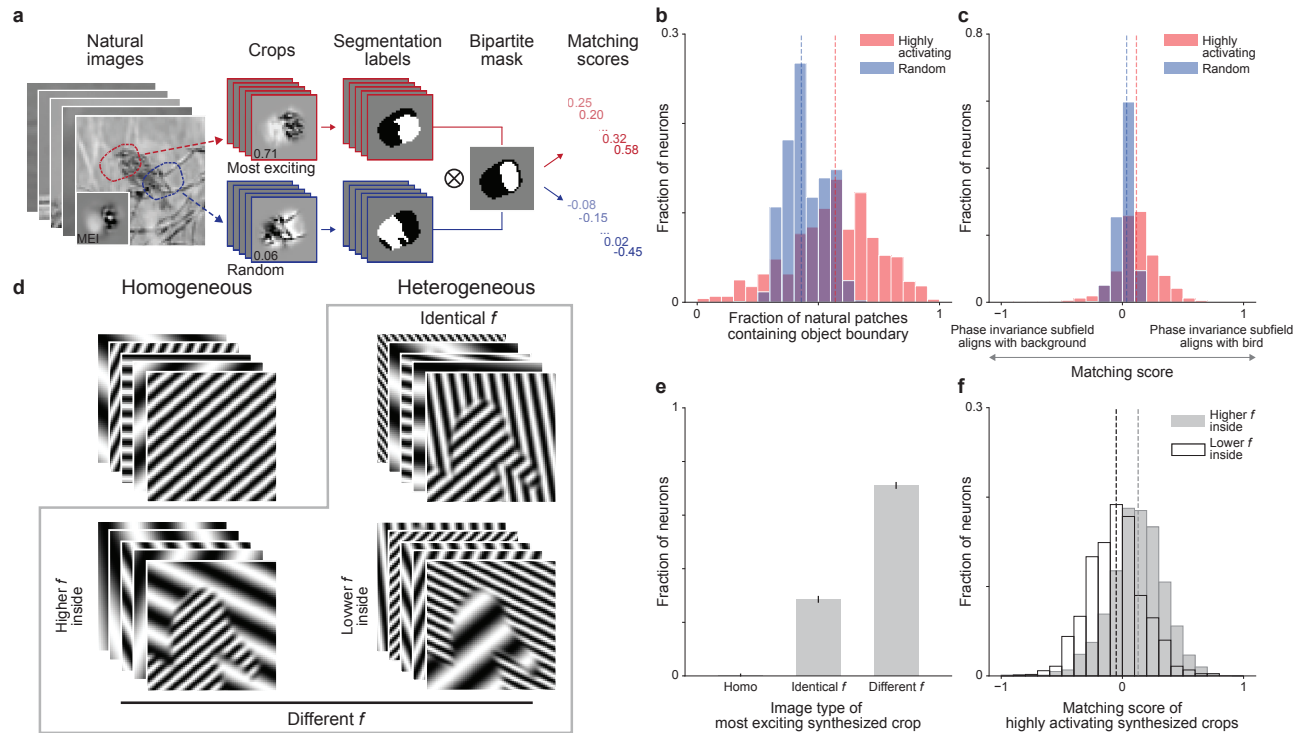 a
Natural
images
Crops
Segmentation
labels
Bipartite
mask
Matching
scores
0.71
Most exciting
MEI
0.06
Random
0.25
0.20
...
0.32
0.58
-0.08
-0.15
...
0.02
-0.45
b
0.3
Highly
activating
Random
Fraction of neurons
0
0
1
Fraction of natural patches
containing object boundary
c
0.8
Highly
activating
Random
Fraction of neurons
0
−1
0
1
Phase invariance subfield
aligns with background
Phase invariance subfield
aligns with bird
Matching score
d
Homogeneous
Heterogeneous
Identical f
Higher f
inside
Lovwer f
inside
Different f
e
1
Fraction of neurons
0
Homo
Identical f
Different f
Image type of
most exciting synthesized crop
f
0.3
Higher f
inside
Lower f
inside
Fraction of neurons
0
−1
0
1
Matching score of
highly activating synthesized crops